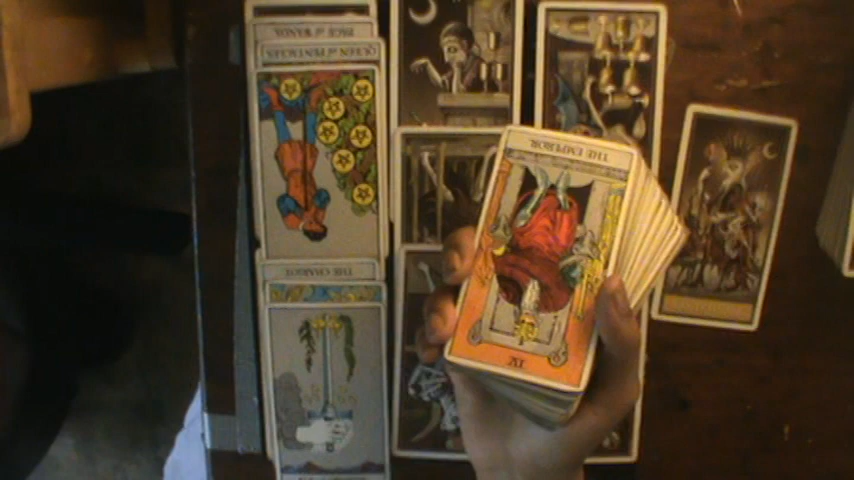 PAGE of WANDS.
QUEEN of PENTACLES
THE CHARIOT.
THE EMPEROR.
IV